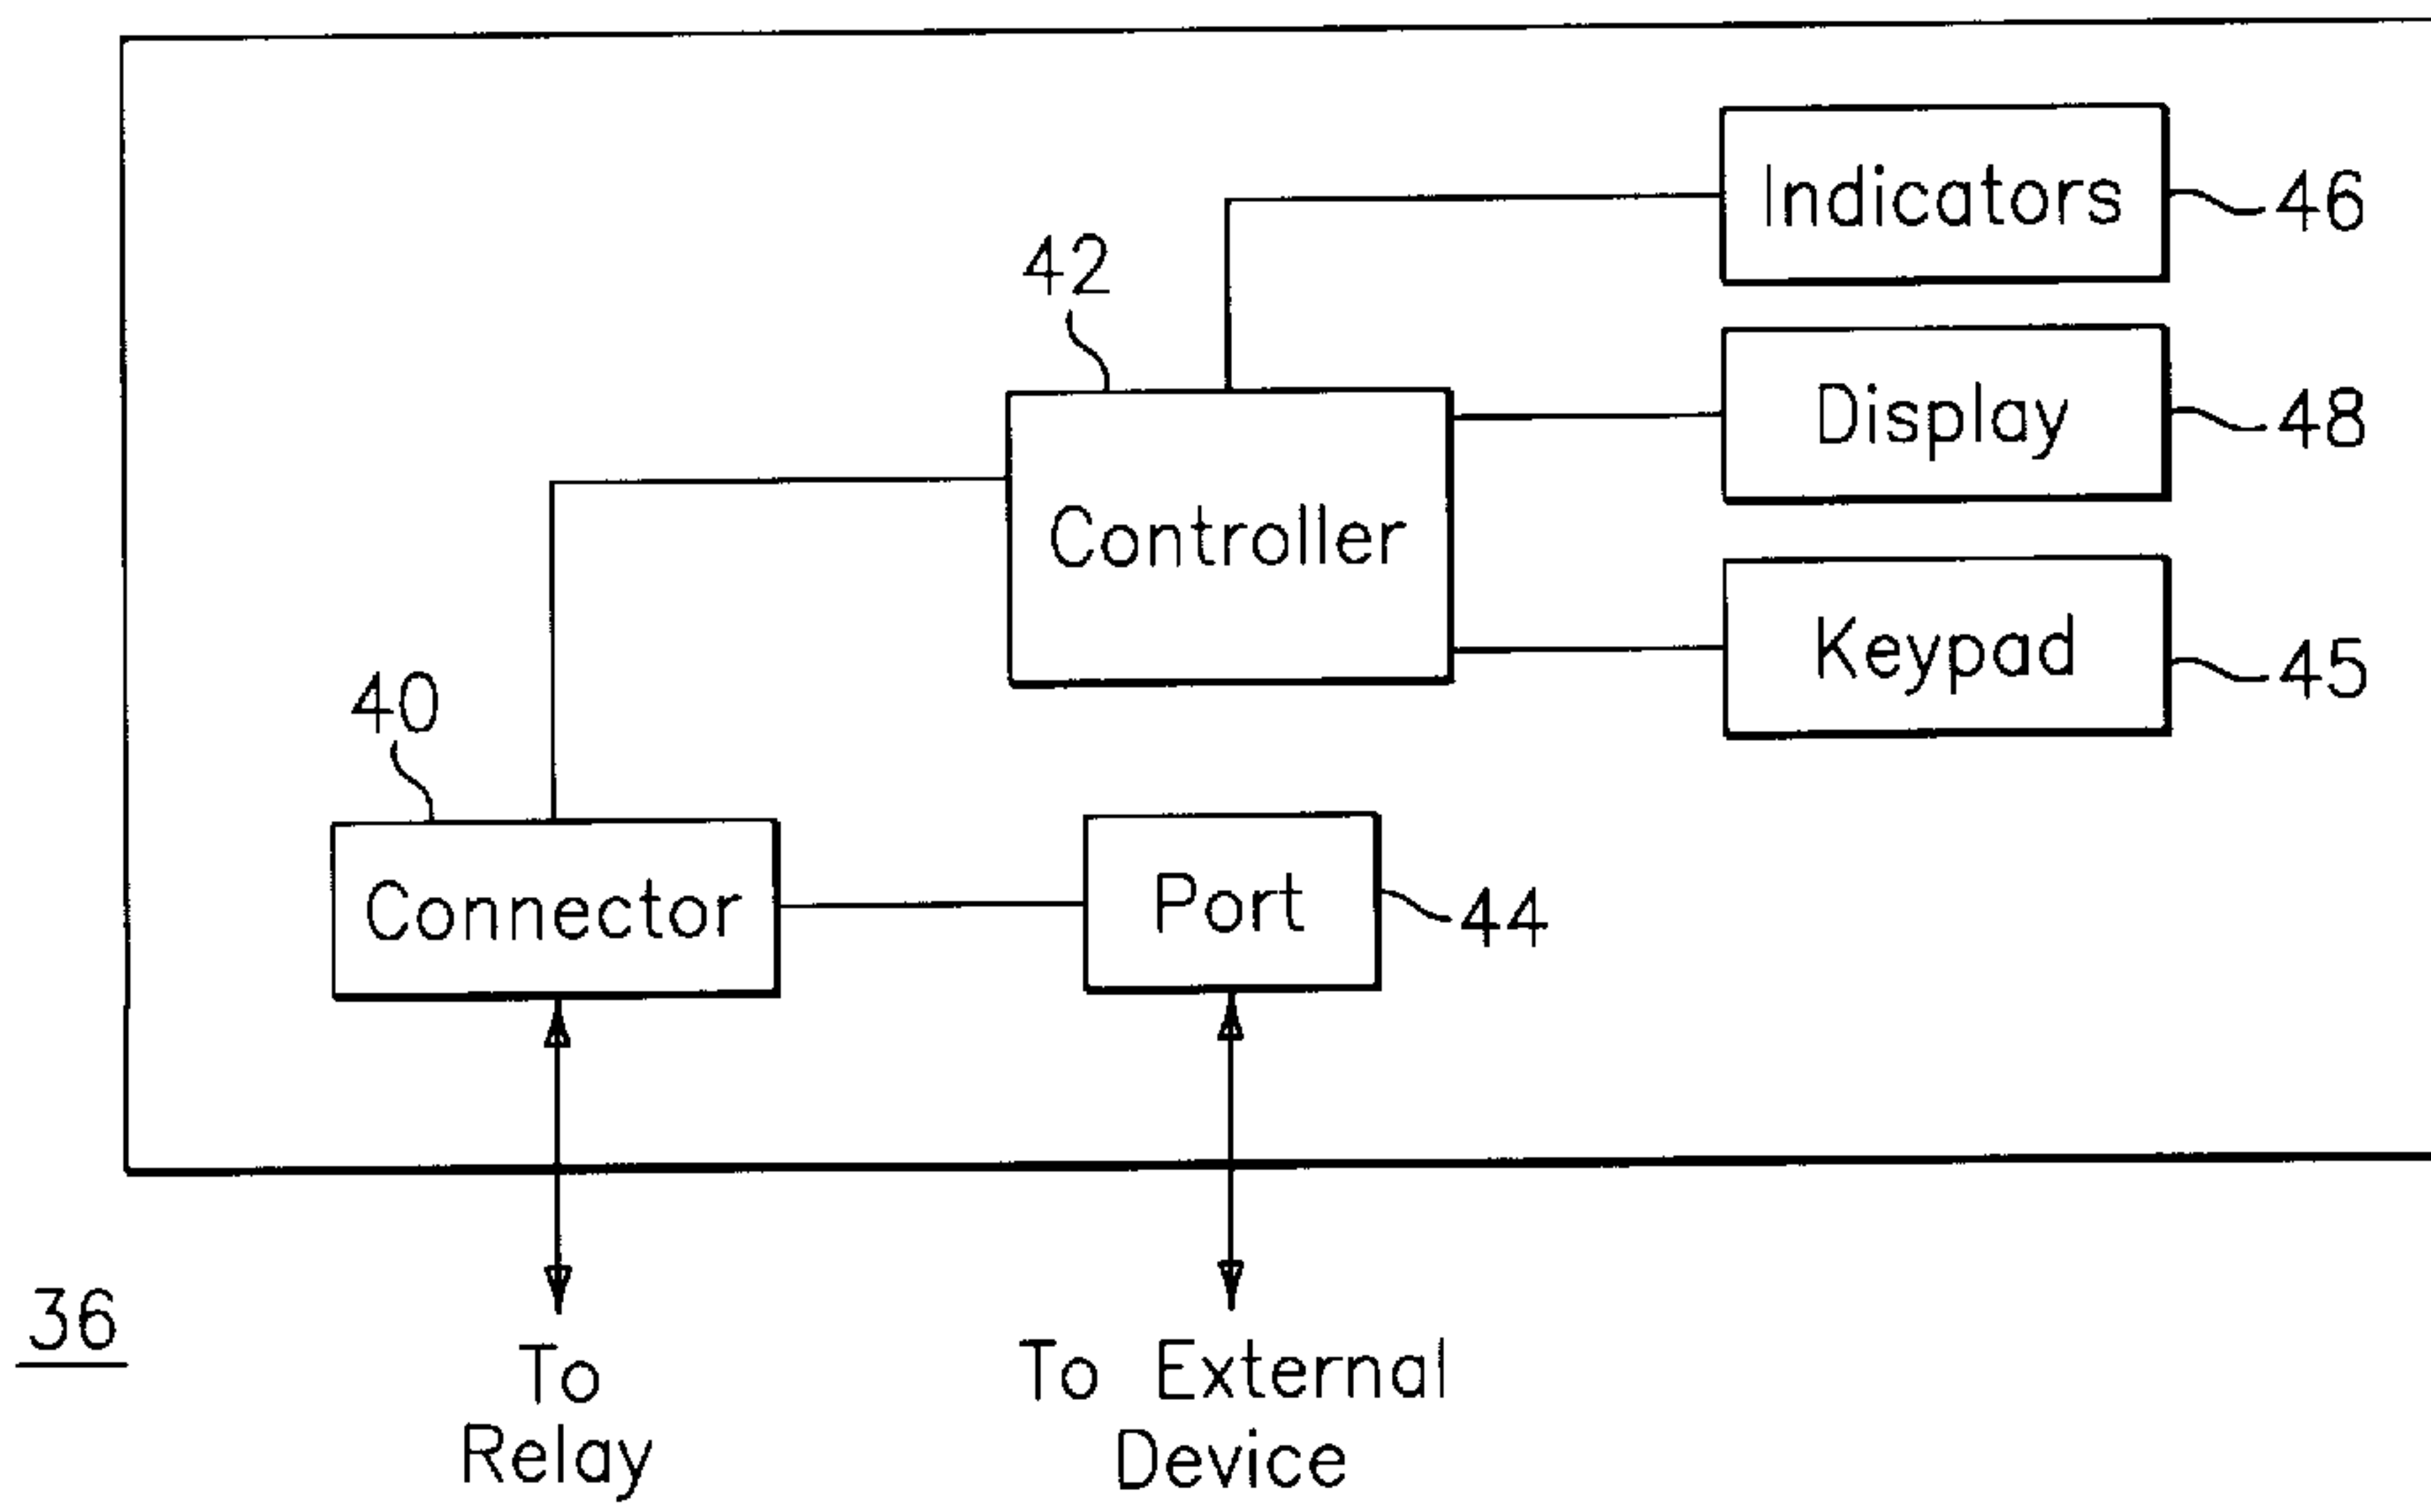 Indicators
46
42
Display
48
Controller
Keypad
45
40
Connector
Port
44
36
To
Relay
To External
Device